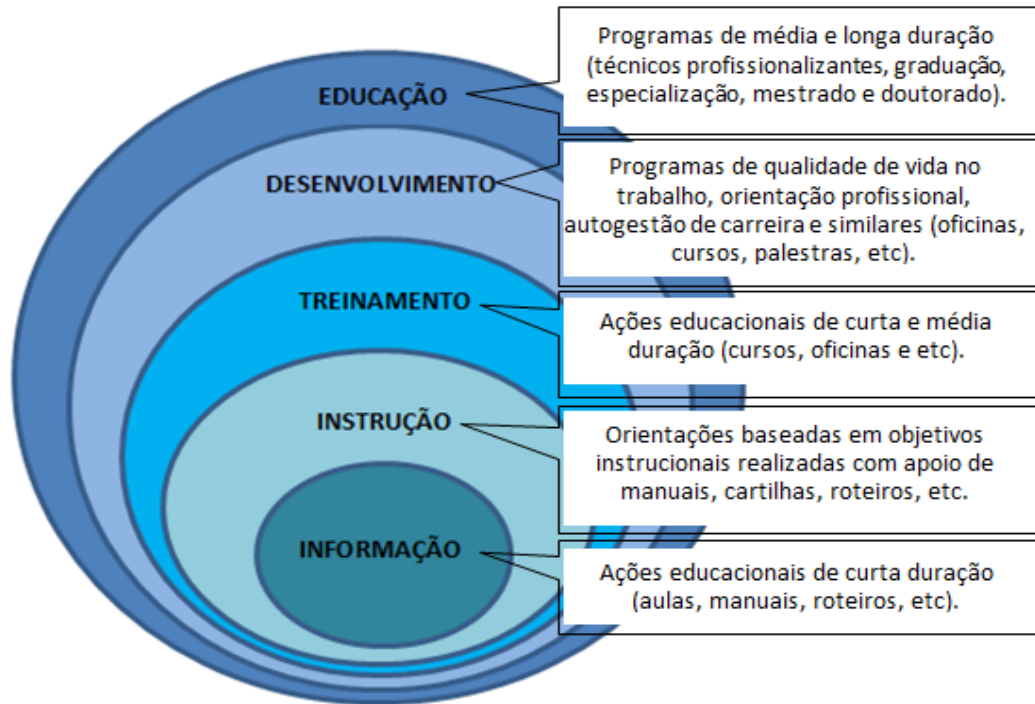 EDUCAÇÃO
Programas de média e longa duração
(técnicos profissionalizantes, graduação,
especialização, mestrado e doutorado).
DESENVOLVIMENTO
Programas de qualidade de vida no
trabalho, orientação profissional,
autogestão de carreira e similares (oficinas,
cursos, palestras, etc).
TREINAMENTO
Ações educacionais de curta e média
duração (cursos, oficinas e etc).
INSTRUÇÃO
Orientações baseadas em objetivos
instrucionais realizadas com apoio de
manuais, cartilhas, roteiros, etc.
INFORMAÇÃO
Ações educacionais de curta duração
(aulas, manuais, roteiros, etc).